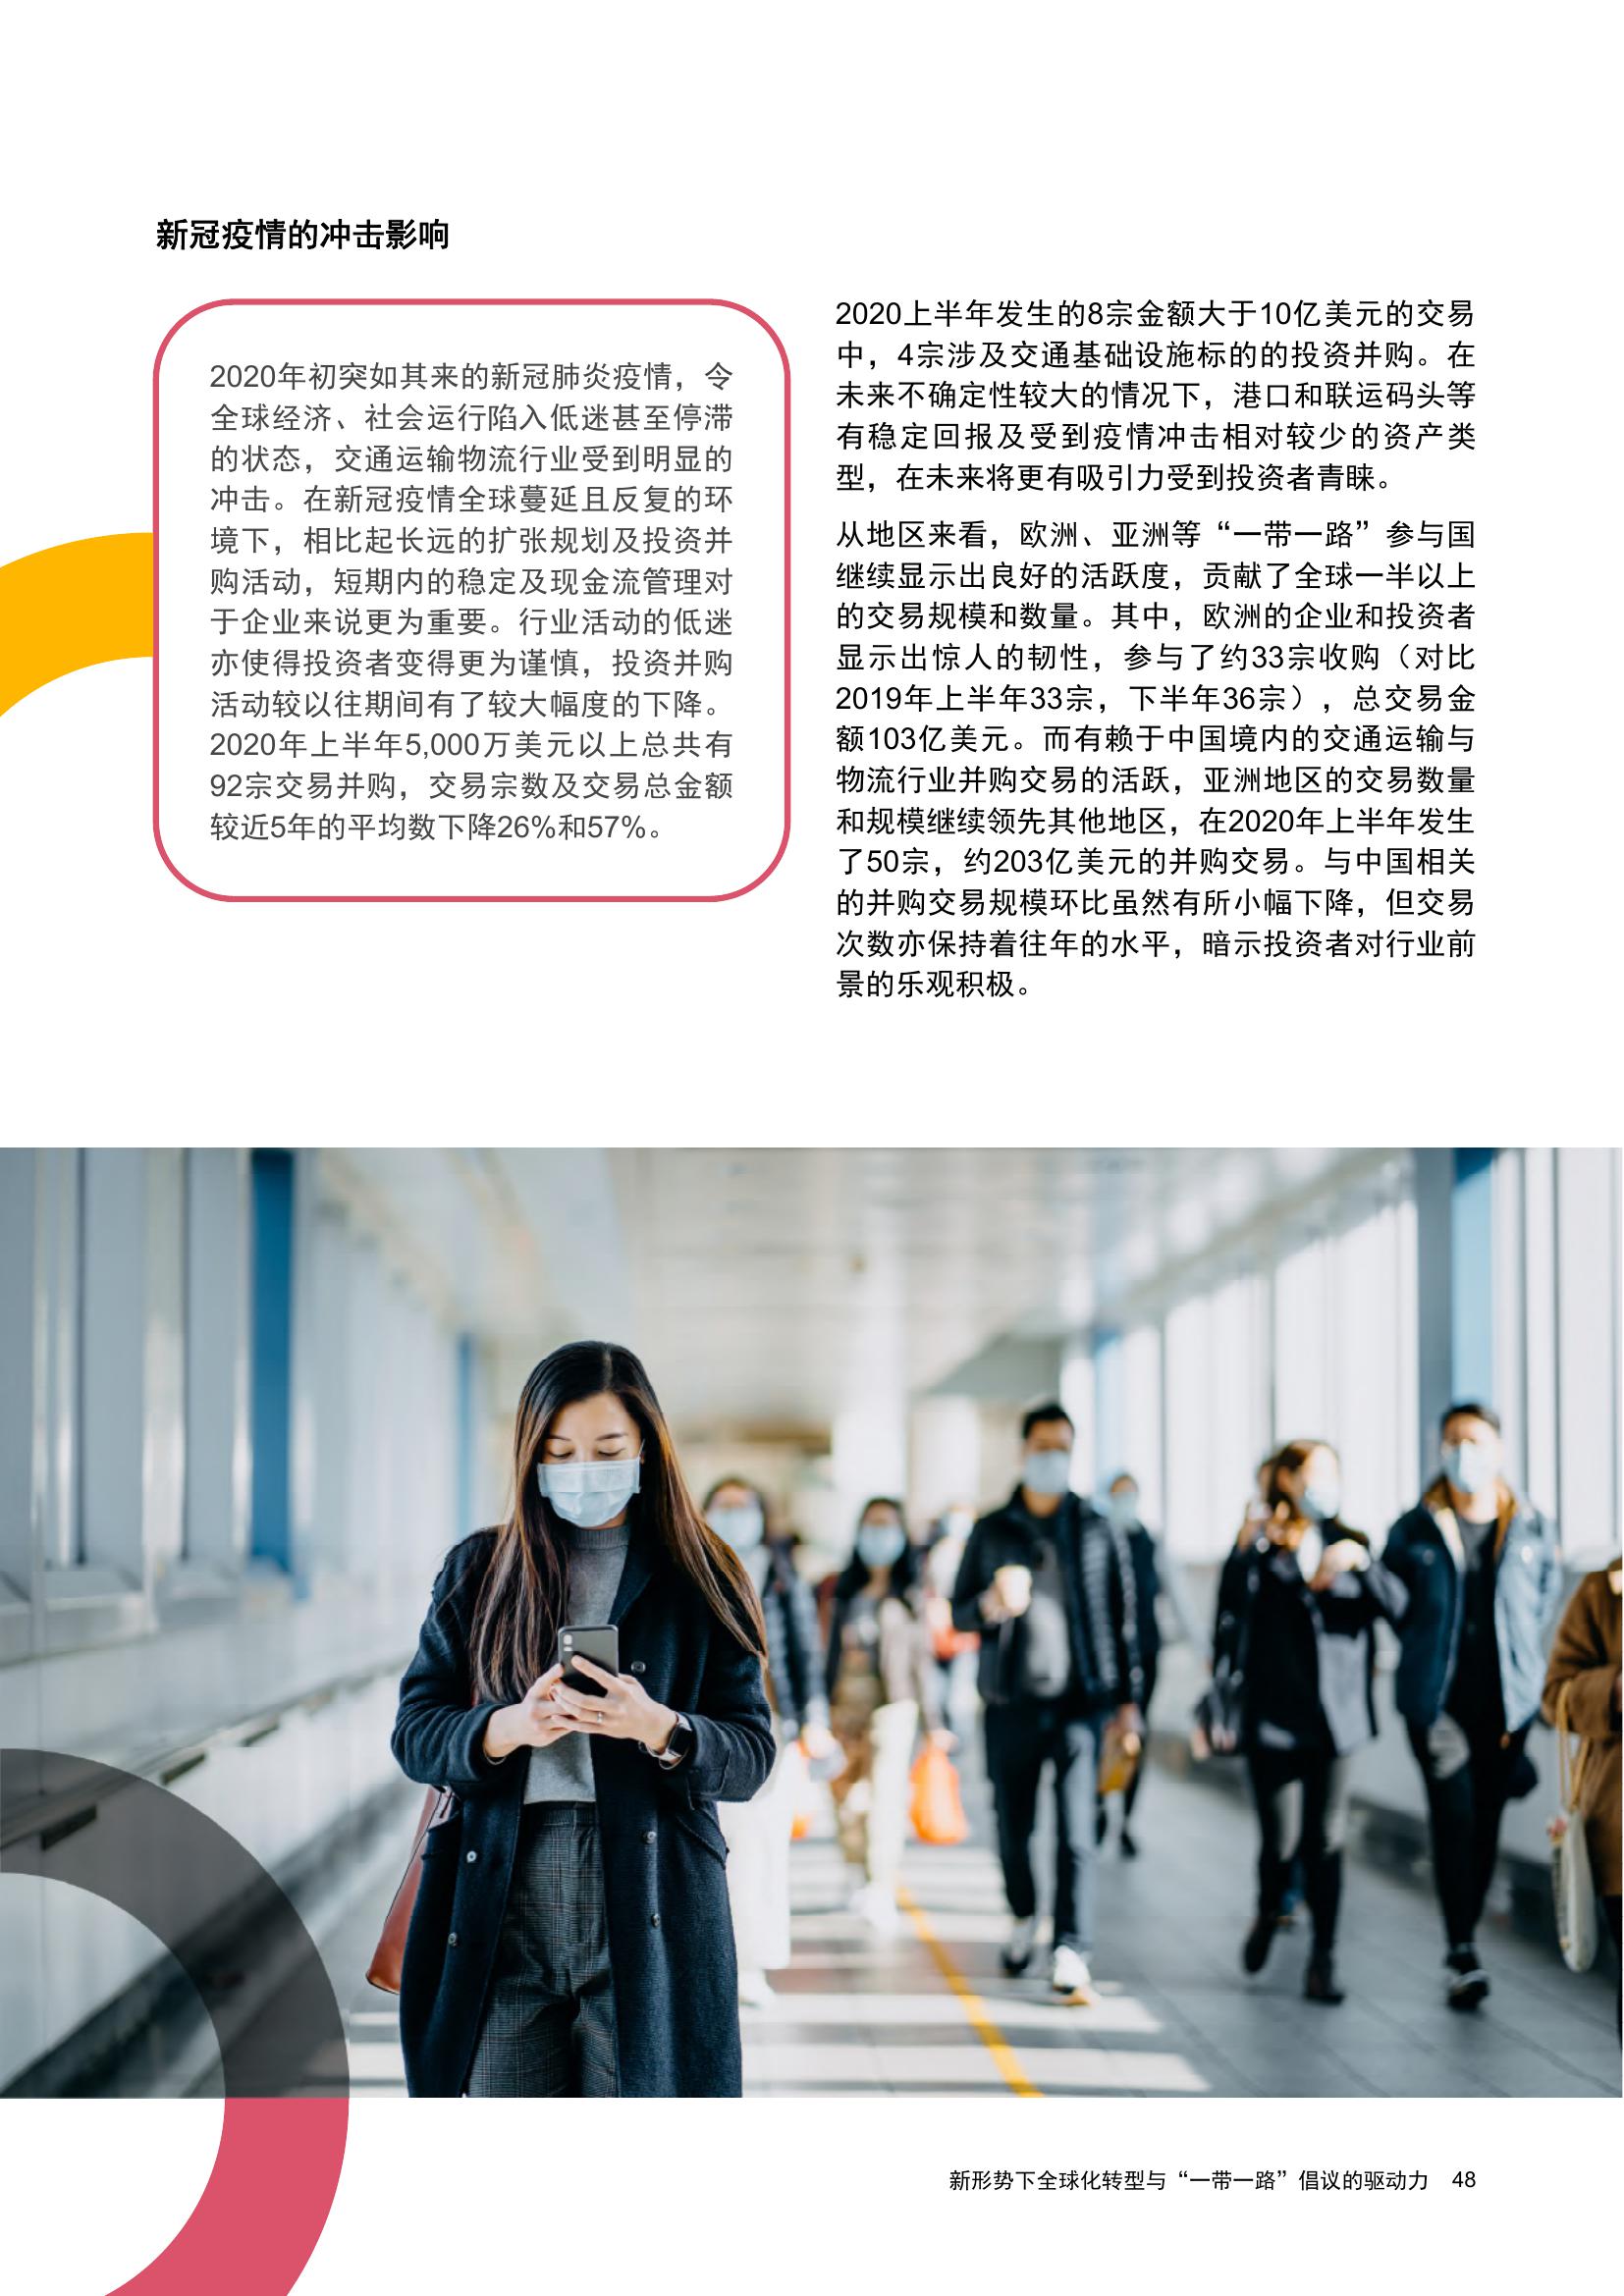 新冠疫情的冲击影响
2020年初突如其来的新冠肺炎疫情，令
全球经济、社会运行陷入低迷甚至停滞
的状态，交通运输物流行业受到明显的
冲击。在新冠疫情全球蔓延且反复的环
境下，相比起长远的扩张规划及投资并
购活动，短期内的稳定及现金流管理对
于企业来说更为重要。行业活动的低迷
亦使得投资者变得更为谨慎，投资并购
活动较以往期间有了较大幅度的下降。
2020年上半年5,000万美元以上总共有
92宗交易并购，交易宗数及交易总金额
较近5年的平均数下降26%和57%。
2020上半年发生的8宗金额大于10亿美元的交易
中，4宗涉及交通基础设施标的的投资并购。在
未来不确定性较大的情况下，港口和联运码头等
有稳定回报及受到疫情冲击相对较少的资产类
型，在未来将更有吸引力受到投资者青睐。
从地区来看，欧洲、亚洲等“一带一路”参与国
继续显示出良好的活跃度，贡献了全球一半以上
的交易规模和数量。其中，欧洲的企业和投资者
显示出惊人的韧性，参与了约33宗收购（对比
2019年上半年33宗，下半年36宗），总交易金
额103亿美元。而有赖于中国境内的交通运输与
物流行业并购交易的活跃，亚洲地区的交易数量
和规模继续领先其他地区，在2020年上半年发生
了50宗，约203亿美元的并购交易。与中国相关
的并购交易规模环比虽然有所小幅下降，但交易
次数亦保持着往年的水平，暗示投资者对行业前
景的乐观积极。
新形势下全球化转型与“一带一路”倡议的驱动力 48